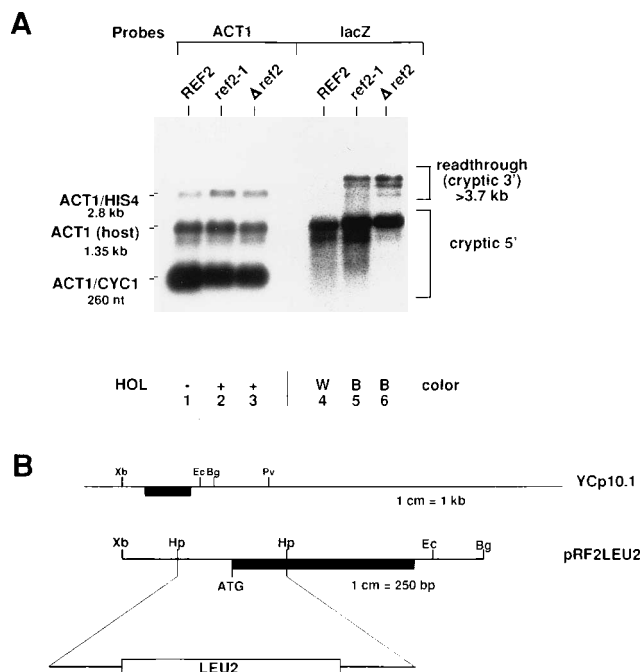 A
Probes ACT1 lacZ
REF2 ref2-1 Δ ref2 REF2 ref2-1 Δ ref2
readthrough
(cryptic 3')
>3.7 kb
ACT1/HIS4
2.8 kb
ACT1 (host)
1.35 kb
cryptic 5'
ACT1/CYC1
260 nt
HOL - + + W B B color
1 2 3 4 5 6
B
Xb Ec Bg Pv
YCp10.1
1 cm = 1 kb
Xb Hp Hp Ec Bg
pRF2LEU2
ATG 1 cm = 250 bp
LEU2